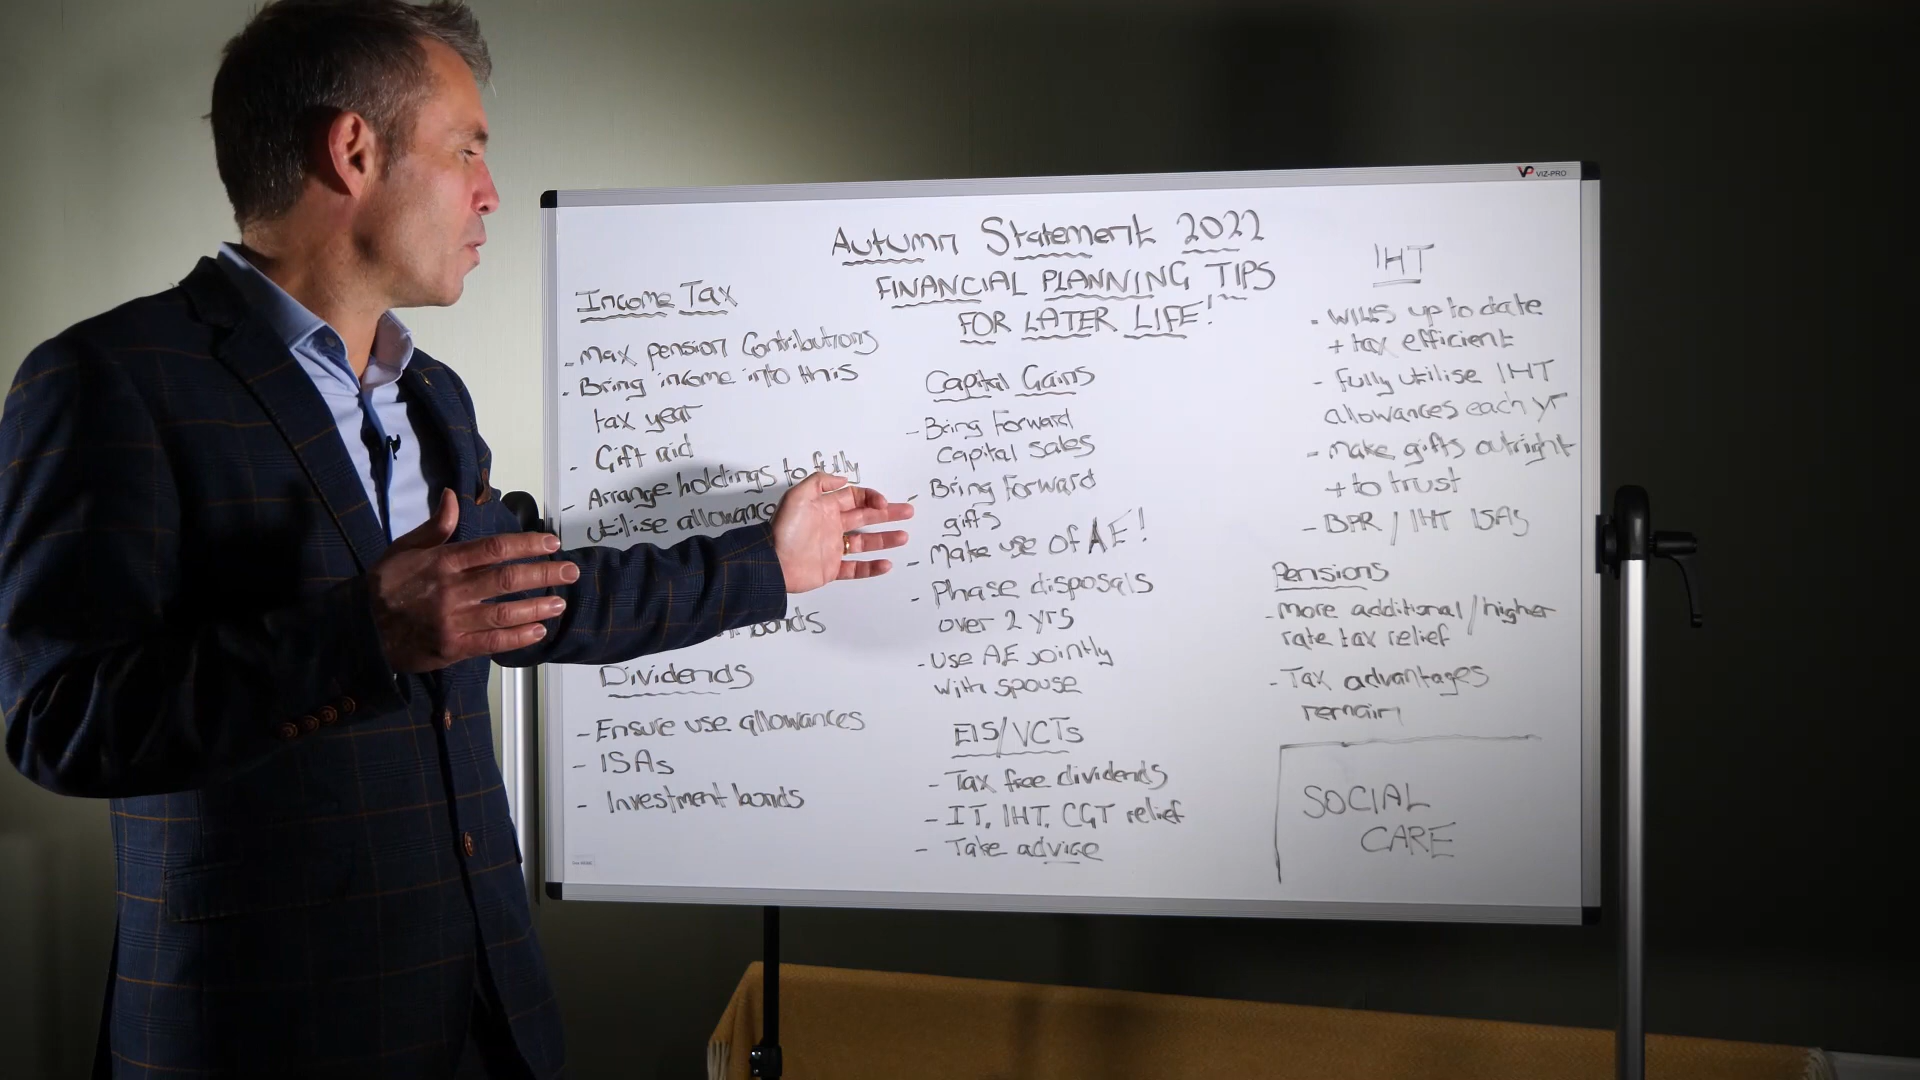 VIZ-PRO
Autumn Statement 2022
FINANCIAL PLANNING TIPS
FOR LATER LIFE!
Income Tax
- Max pension Contributions
- Bring income into this
tax year
- Gift aid
- Arrange holdings to fully
utilise allowance
bonds
Dividends
- Ensure use allowances
- ISAs
- Investment bonds
Capital Gains
- Bring Forward
Capital Sales
- Bring Forward
gifts
- Make use of AE!
- Phase disposals
over 2 yrs
- Use AE jointly
with spouse
EIS/VCTs
- Tax free dividends
- IT, IHT, CGT relief
- Take advice
IHT
- Wills up to date
+ tax efficient
- Fully utilise IHT
allowances each yr
- Make gifts outright
+ to trust
- BPR / IHT ISAs
Pensions
- More additional/higher
rate tax relief
- Tax advantages
remain
SOCIAL
CARE